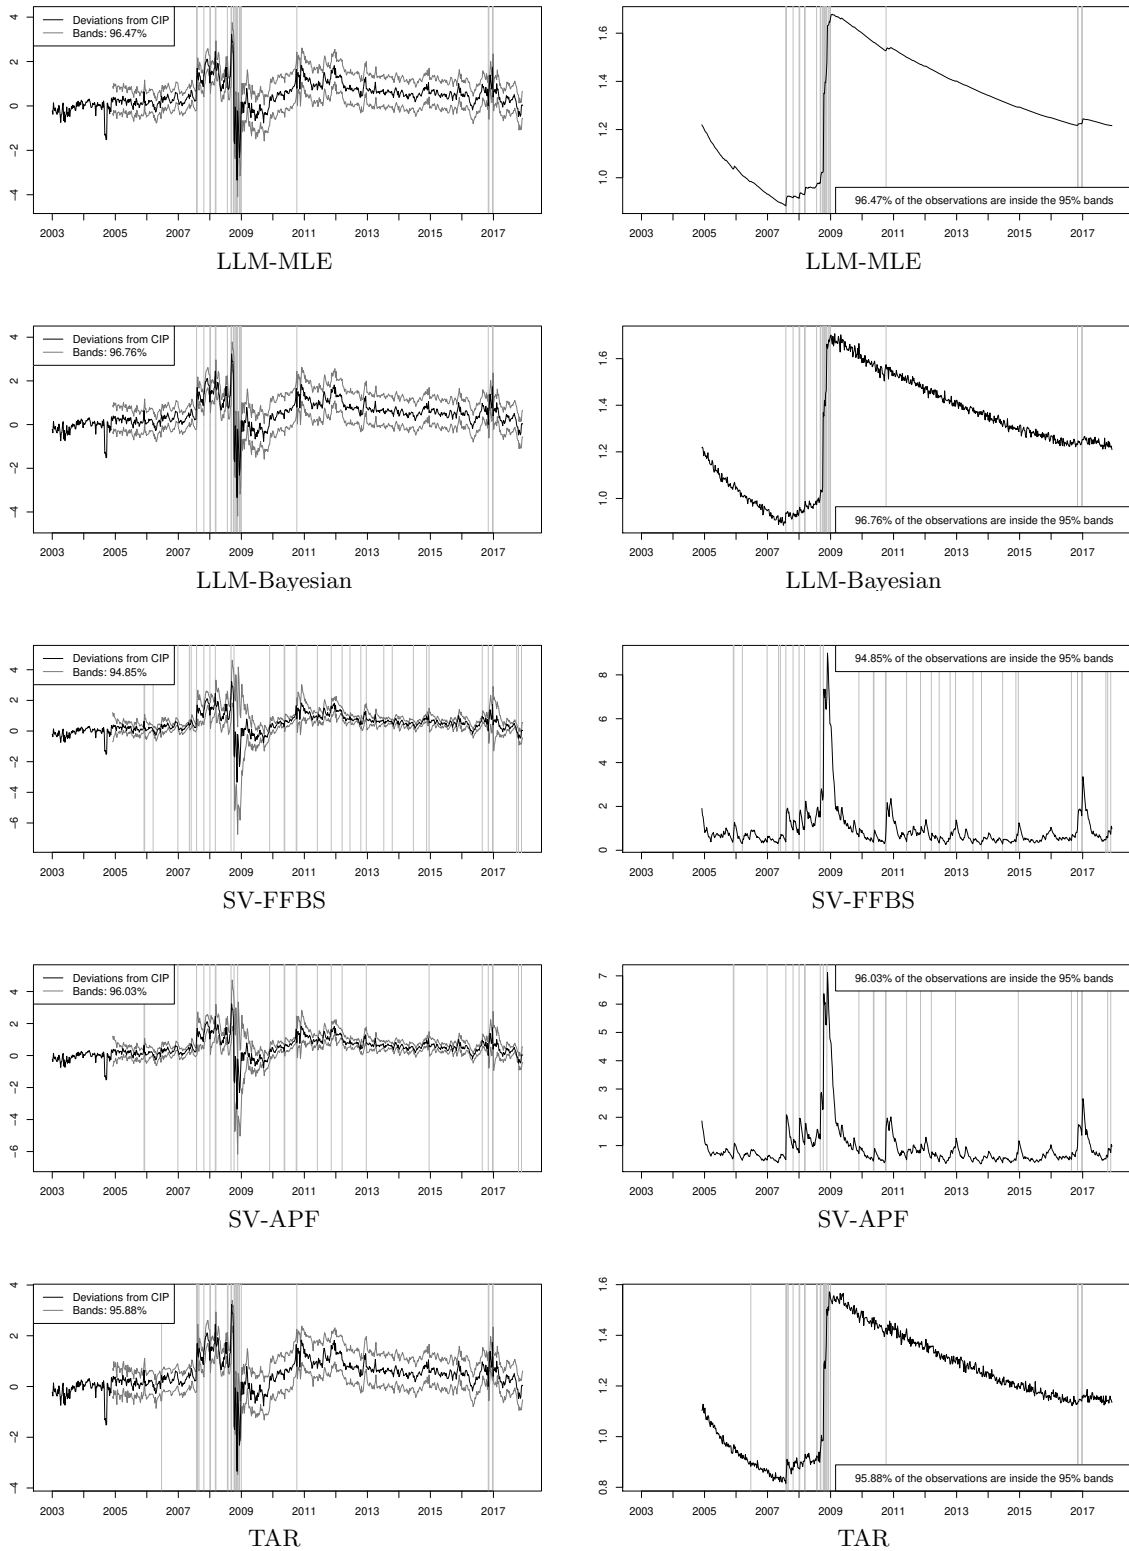 Deviations from CIP
Bands: 96.47%
4
2
0
−2
−4
2003 2005 2007 2009 2011 2013 2015 2017
LLM-MLE
1.6
1.4
1.2
1.0
96.47% of the observations are inside the 95% bands
2003 2005 2007 2009 2011 2013 2015 2017
LLM-MLE
Deviations from CIP
Bands: 96.76%
4
2
0
−2
−4
2003 2005 2007 2009 2011 2013 2015 2017
LLM-Bayesian
1.6
1.4
1.2
1.0
96.76% of the observations are inside the 95% bands
2003 2005 2007 2009 2011 2013 2015 2017
LLM-Bayesian
Deviations from CIP
Bands: 94.85%
4
2
0
−2
−4
−6
2003 2005 2007 2009 2011 2013 2015 2017
SV-FFBS
94.85% of the observations are inside the 95% bands
8
6
4
2
0
2003 2005 2007 2009 2011 2013 2015 2017
SV-FFBS
Deviations from CIP
Bands: 96.03%
4
2
0
−2
−4
−6
2003 2005 2007 2009 2011 2013 2015 2017
SV-APF
96.03% of the observations are inside the 95% bands
7
6
5
4
3
2
1
2003 2005 2007 2009 2011 2013 2015 2017
SV-APF
Deviations from CIP
Bands: 95.88%
4
2
0
−2
−4
2003 2005 2007 2009 2011 2013 2015 2017
TAR
1.6
1.4
1.2
1.0
0.8
95.88% of the observations are inside the 95% bands
2003 2005 2007 2009 2011 2013 2015 2017
TAR